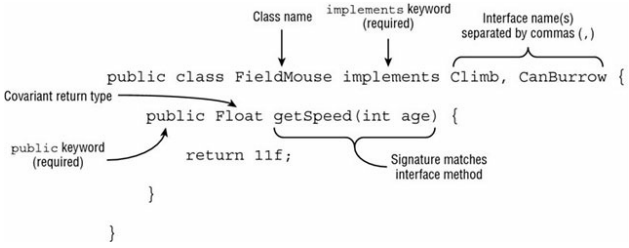 Class name
implements keyword
(required)
Interface name(s)
separated by commas (,)
public class FieldMouse implements Climb, CanBurrow {
Covariant return type
public Float getSpeed(int age) {
public keyword
(required)
return 11f;
Signature matches
interface method
}
}